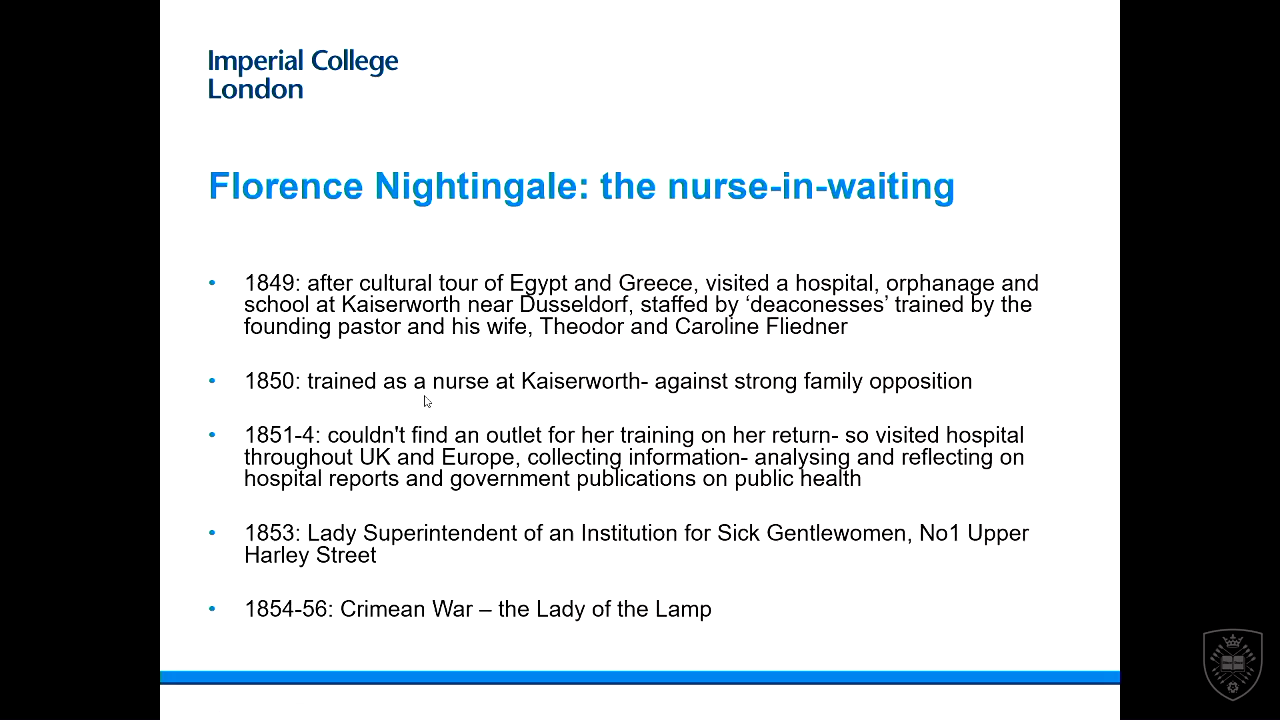 Imperial College
London
Florence Nightingale: the nurse-in-waiting
• 1849: after cultural tour of Egypt and Greece, visited a hospital, orphanage and
school at Kaiserworth near Dusseldorf, staffed by ‘deaconesses’ trained by the
founding pastor and his wife, Theodor and Caroline Fliedner
• 1850: trained as a nurse at Kaiserworth- against strong family opposition
• 1851-4: couldn't find an outlet for her training on her return- so visited hospital
throughout UK and Europe, collecting information- analysing and reflecting on
hospital reports and government publications on public health
• 1853: Lady Superintendent of an Institution for Sick Gentlewomen, No1 Upper
Harley Street
• 1854-56: Crimean War – the Lady of the Lamp